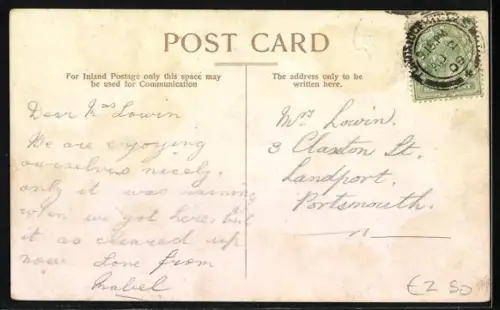 POST CARD
For Inland Postage only this space may
be used for Communication
The address only to be
written here.
Dear Mrs Lowin
We are enjoying
ourselves nicely,
only it was raining
when we got here, but
it as cleared up
now. Love from
Mabel
Mrs Lowin.
3 Claxton St.
Landport.
Portsmouth.
£2 50